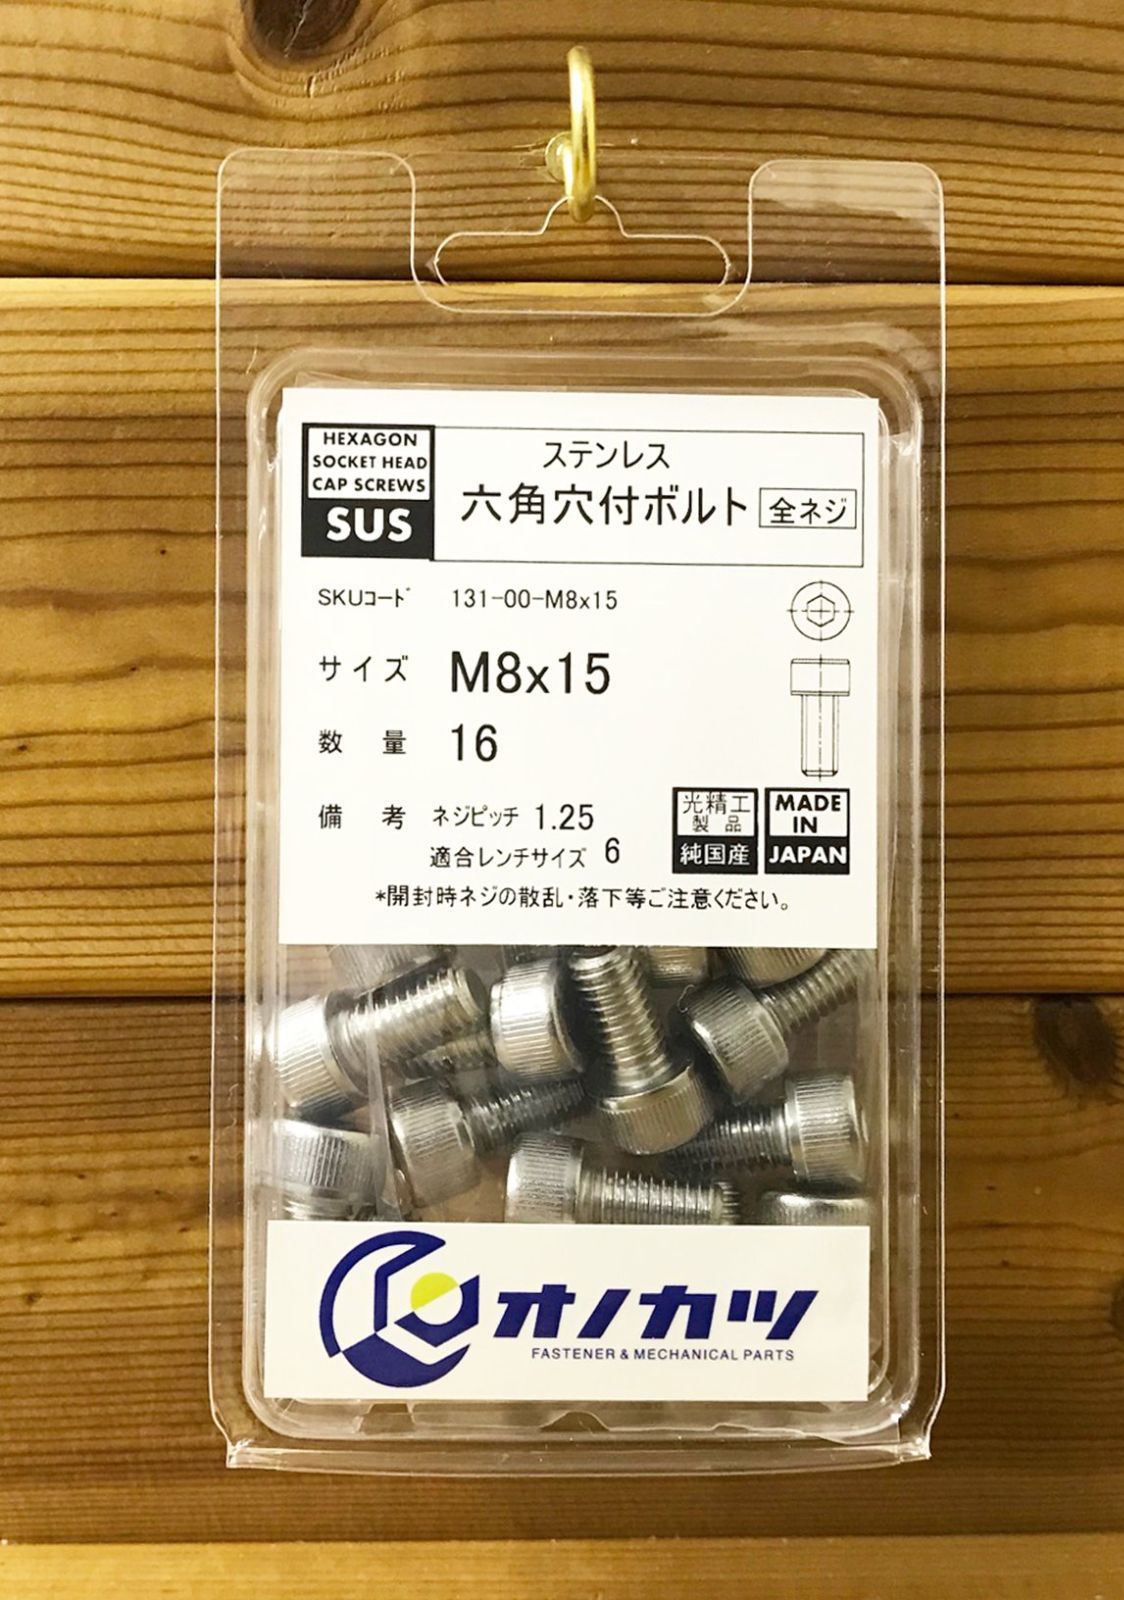 HEXAGON
SOCKET HEAD
CAP SCREWS
SUS
ステンレス
六角穴付ボルト 全ネジ
SKUコード 131-00-M8x15
サイズ M8x15
数 量 16
備 考 ネジピッチ 1.25
適合レンチサイズ 6
光精工
製品
純国産
MADE
IN
JAPAN
*開封時ネジの散乱・落下等ご注意ください。
オノカツ
FASTENER & MECHANICAL PARTS